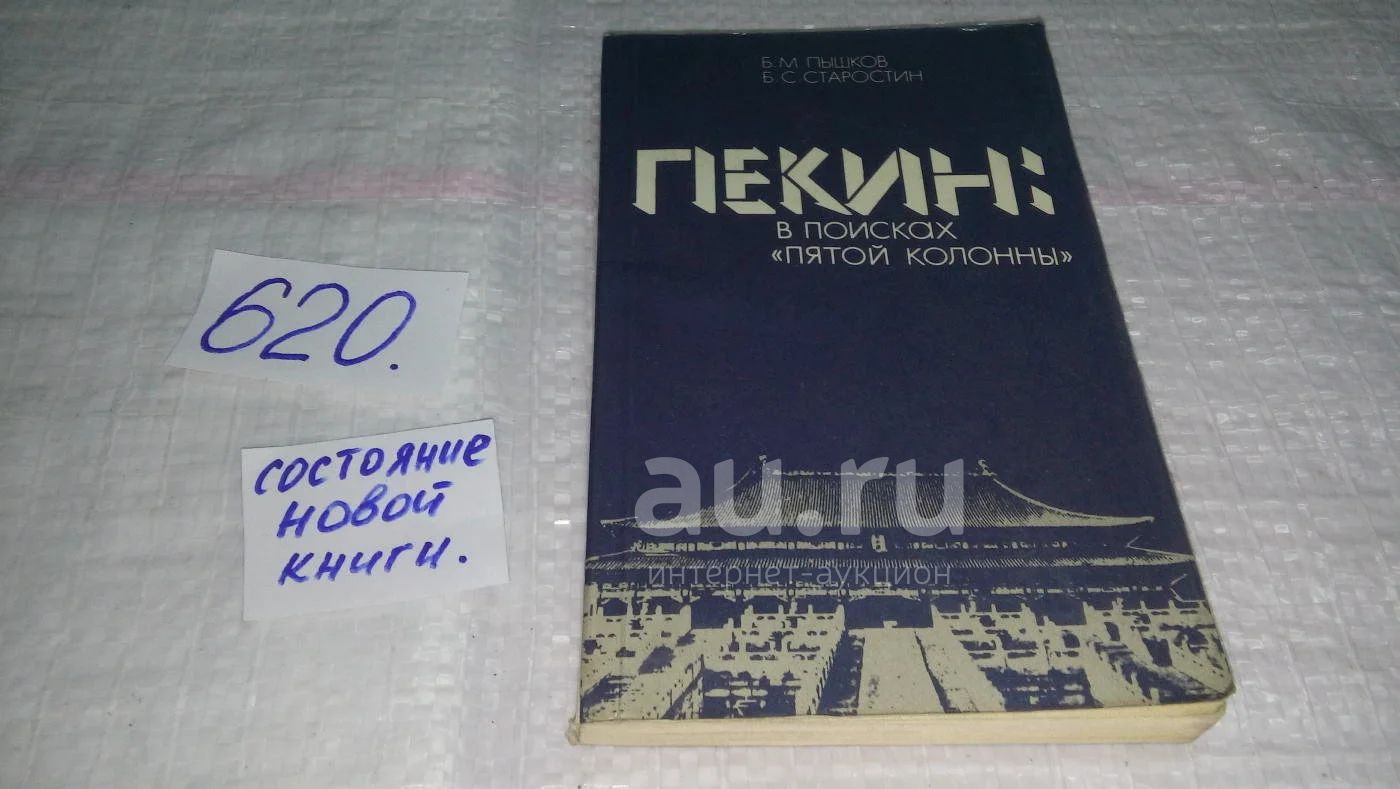 Б. М. ПЫШКОВ
Б. С. СТАРОСТИН
ПЕКИН:
В ПОИСКАХ
«ПЯТОЙ КОЛОННЫ»
620.
состояние
новой
книги.
au.ru
интернет-аукцион